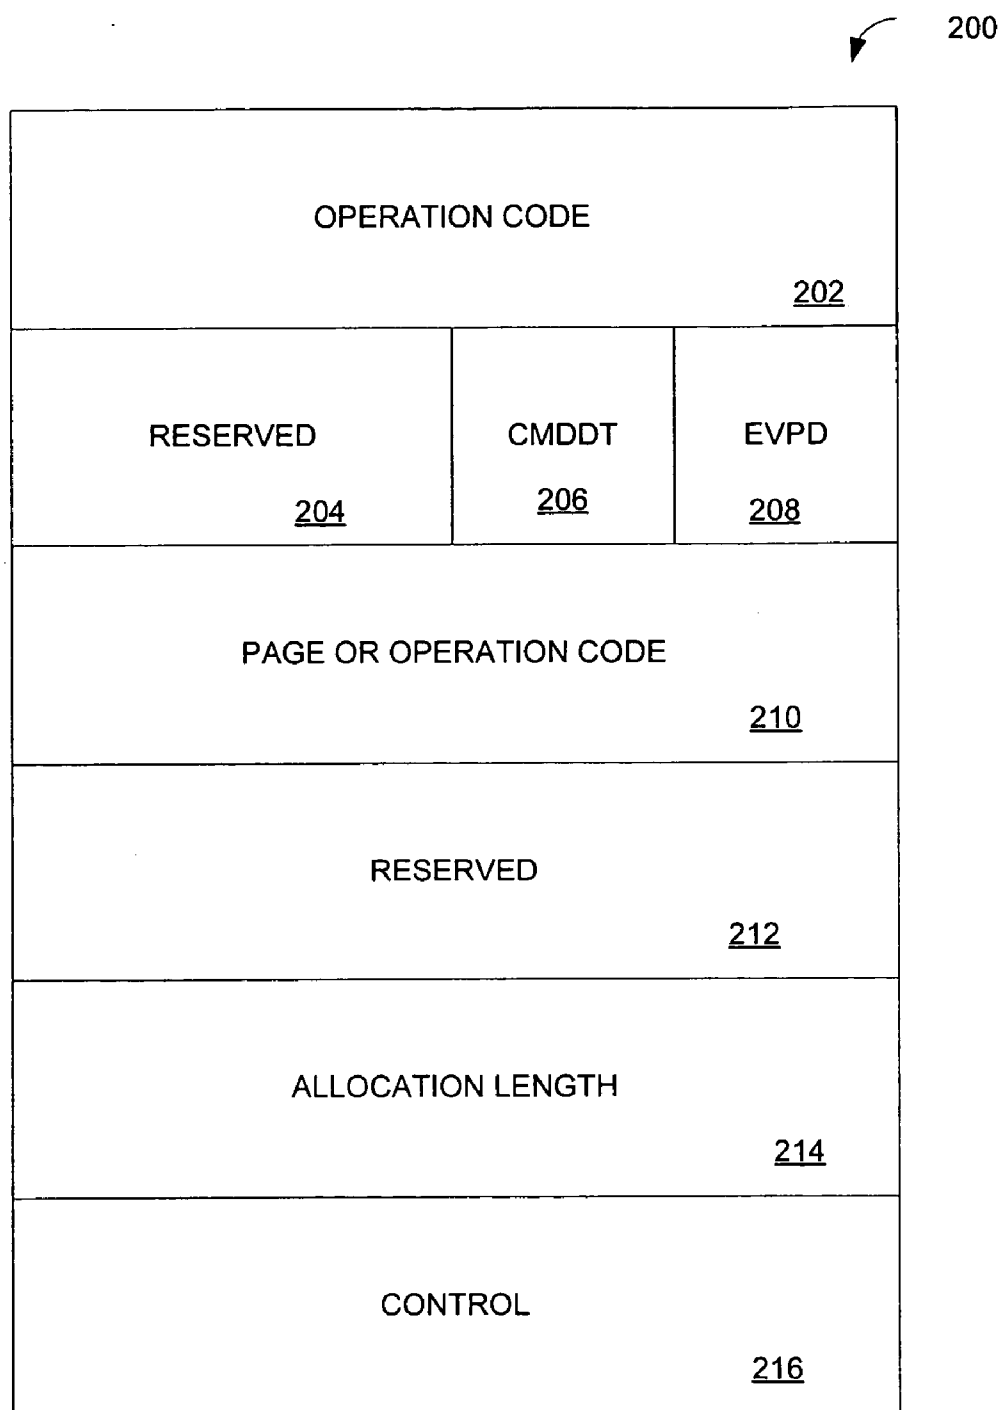 200
OPERATION CODE
202
RESERVED
204
CMDDT
206
EVPD
208
PAGE OR OPERATION CODE
210
RESERVED
212
ALLOCATION LENGTH
214
CONTROL
216